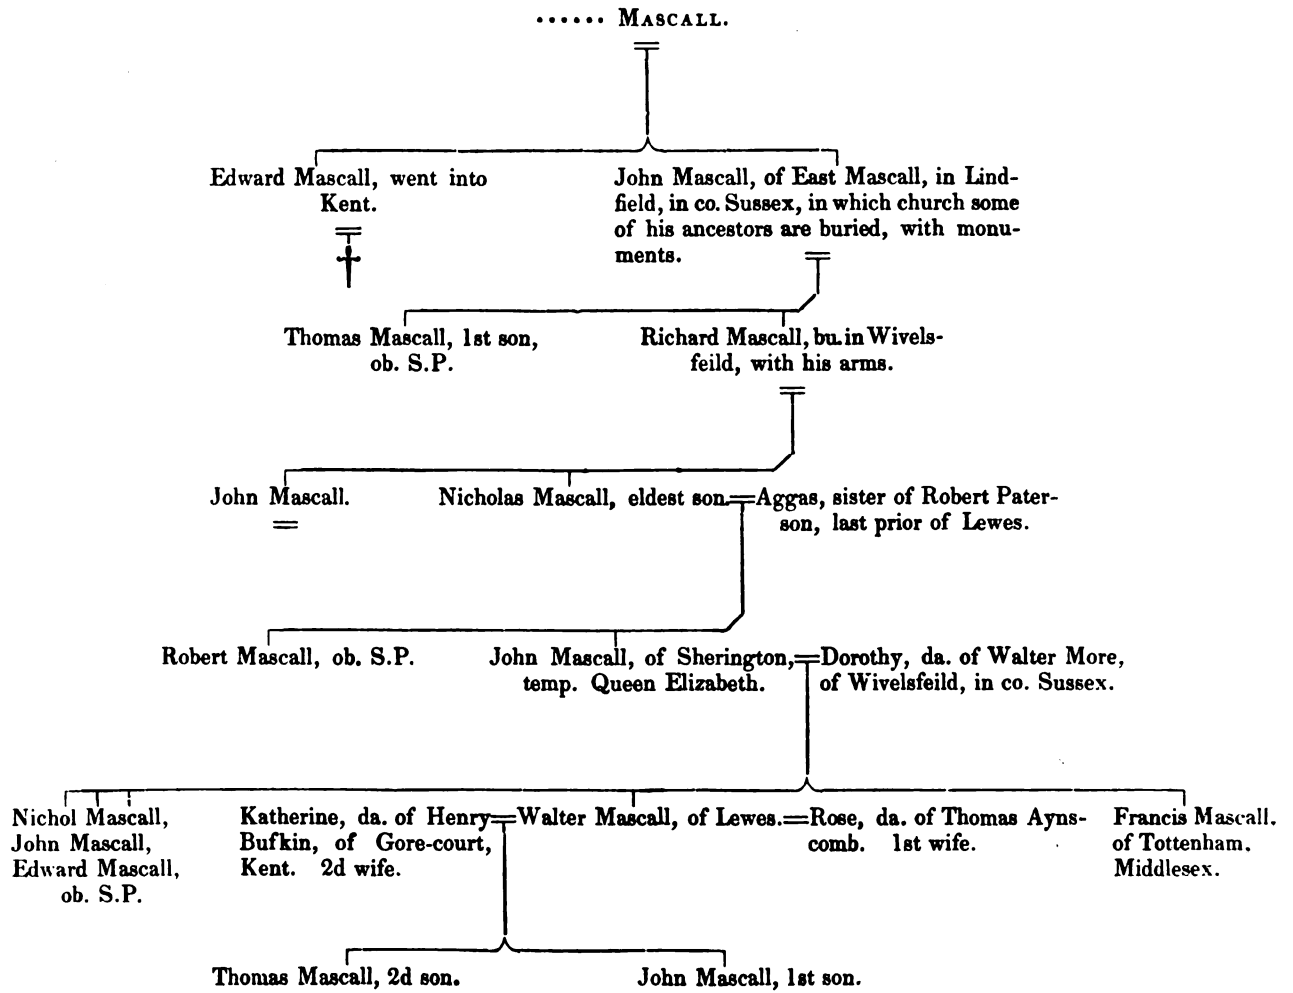 ...... MASCALL.
Edward Mascall, went into
Kent.
John Mascall, of East Mascall, in Lind-
field, in co. Sussex, in which church some
of his ancestors are buried, with monu-
ments.
Thomas Mascall, 1st son,
ob. S.P.
Richard Mascall, bu. in Wivels-
feild, with his arms.
John Mascall.
Nicholas Mascall, eldest son.
Aggas, sister of Robert Pater-
son, last prior of Lewes.
Robert Mascall, ob. S.P.
John Mascall, of Sherington,
temp. Queen Elizabeth.
Dorothy, da. of Walter More,
of Wivelsfeild, in co. Sussex.
Nichol Mascall,
John Mascall,
Edward Mascall,
ob. S.P.
Katherine, da. of Henry
Bufkin, of Gore-court,
Kent. 2d wife.
Walter Mascall, of Lewes.
Rose, da. of Thomas Ayns-
comb. 1st wife.
Francis Mascall.
of Tottenham.
Middlesex.
Thomas Mascall, 2d son.
John Mascall, 1st son.